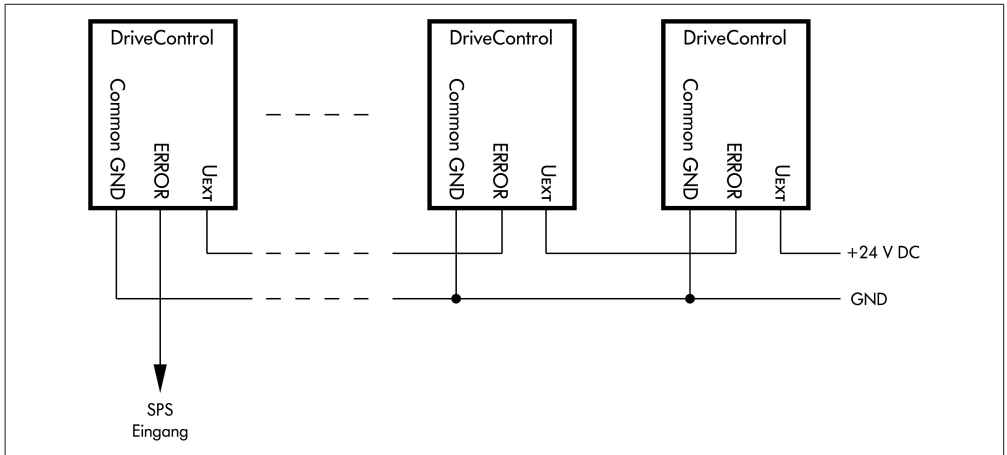 DriveControl
Common GND
ERROR
UEXT
DriveControl
Common GND
ERROR
UEXT
DriveControl
Common GND
ERROR
UEXT
+24 V DC
GND
SPS
Eingang